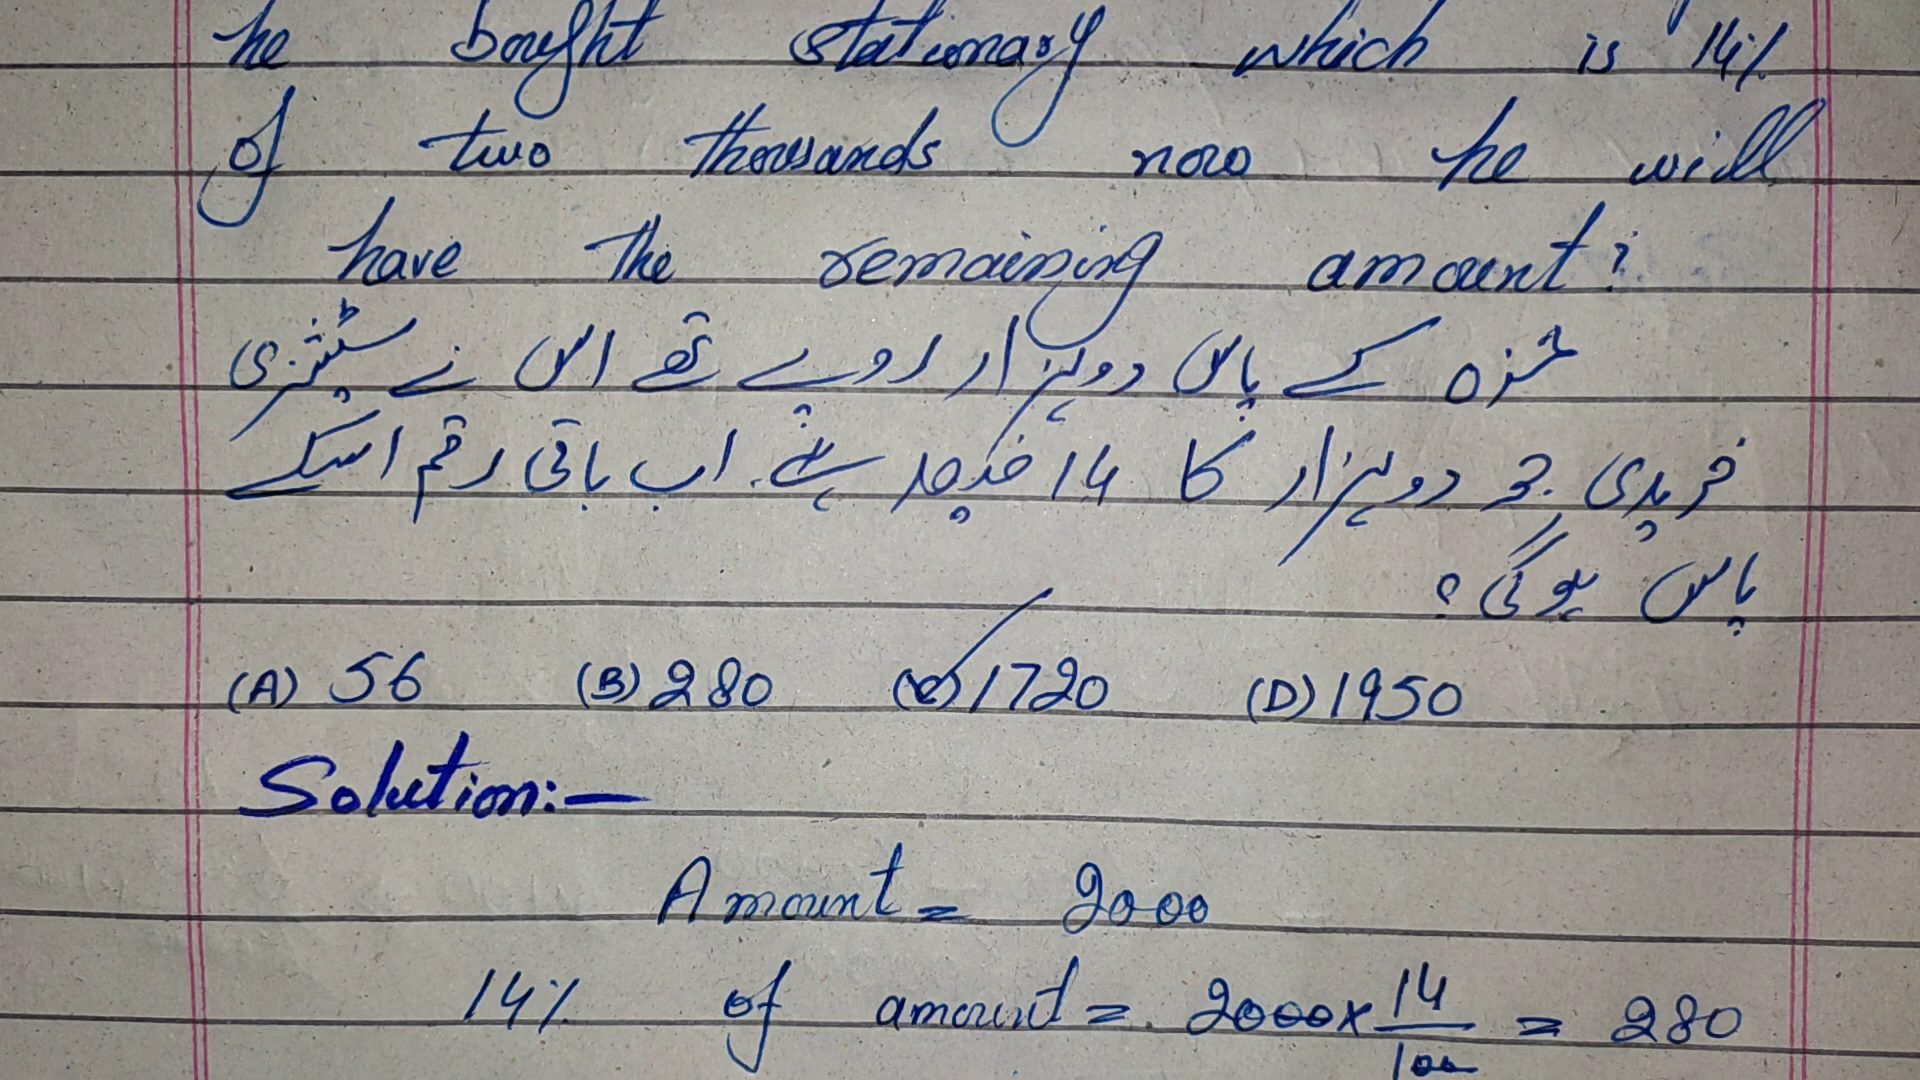 he bought stationary which is 14%
of two thousands now he will
have the remaining amount?
حمزہ کے پاس دو ہزار روپے تھے اس نے سٹیشنری
خریدی جو دو ہزار کا 14 فیصد ہے. اب باقی رقم اسکے
پاس ہوگی؟
(A) 56 (B) 280 (C) 1720 (D) 1950
Solution:—
Amount = 2000
14% of amount = 2000 x 14/100 = 280